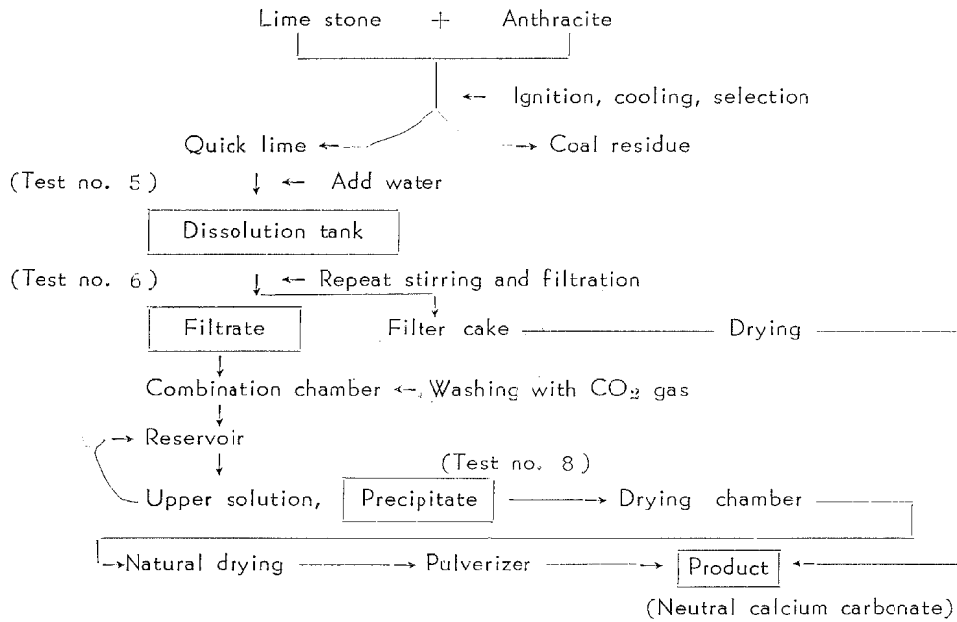 Lime stone + Anthracite
Ignition, cooling, selection
Quick lime Coal residue
(Test no. 5) Add water
Dissolution tank
(Test no. 6) Repeat stirring and filtration
Filtrate Filter cake Drying
Combination chamber Washing with CO₂ gas
Reservoir
(Test no. 8)
Upper solution, Precipitate Drying chamber
Natural drying Pulverizer Product
(Neutral calcium carbonate)